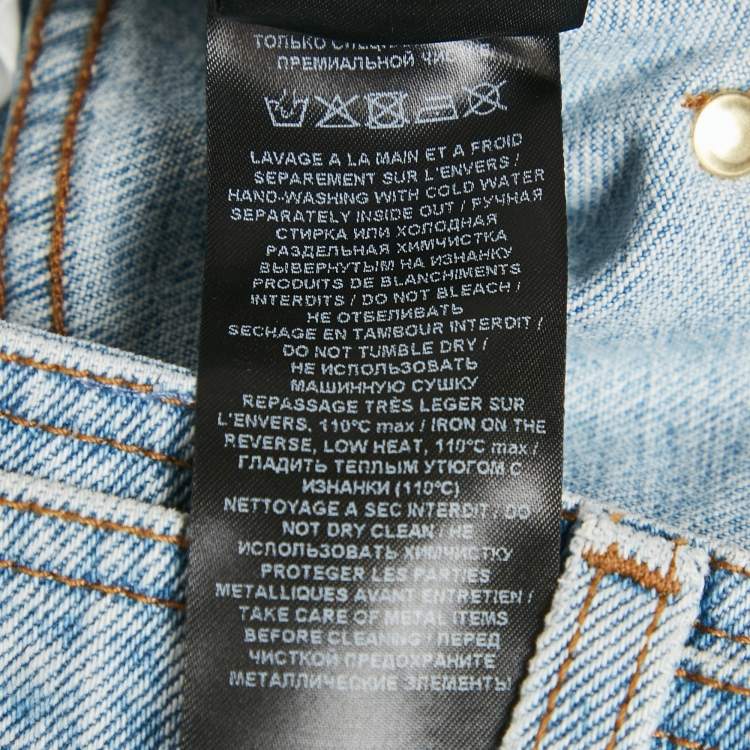 ТОЛЬКО
ПРЕМИАЛЬНОЙ
LAVAGE A LA MAIN ET A FROID
SEPAREMENT SUR L'ENVERS /
HAND-WASHING WITH COLD WATER
SEPARATELY INSIDE OUT / РУЧНАЯ
СТИРКА ИЛИ ХОЛОДНАЯ
РАЗДЕЛЬНАЯ ХИМЧИСТКА
ВЫВЕРНУТЫМ НА ИЗНАНКУ
PRODUITS DE BLANCHIMENTS
INTERDITS / DO NOT BLEACH /
НЕ ОТБЕЛИВАТЬ
SECHAGE EN TAMBOUR INTERDIT /
DO NOT TUMBLE DRY /
НЕ ИСПОЛЬЗОВАТЬ
МАШИННУЮ СУШКУ
REPASSAGE TRÈS LEGER SUR
L'ENVERS, 110°C max / IRON ON THE
REVERSE, LOW HEAT, 110°C max /
ГЛАДИТЬ ТЕПЛЫМ УТЮГОМ С
ИЗНАНКИ (110°C)
NETTOYAGE A SEC INTERDIT / DO
NOT DRY CLEAN / НЕ
ИСПОЛЬЗОВАТЬ ХИМЧИСТКУ
PROTEGER LES PARTIES
METALLIQUES AVANT ENTRETIEN /
TAKE CARE OF METAL ITEMS
BEFORE CLEANING / ПЕРЕД
ЧИСТКОЙ ПРЕДОХРАНИТЕ
МЕТАЛЛИЧЕСКИЕ ЭЛЕМЕНТЫ